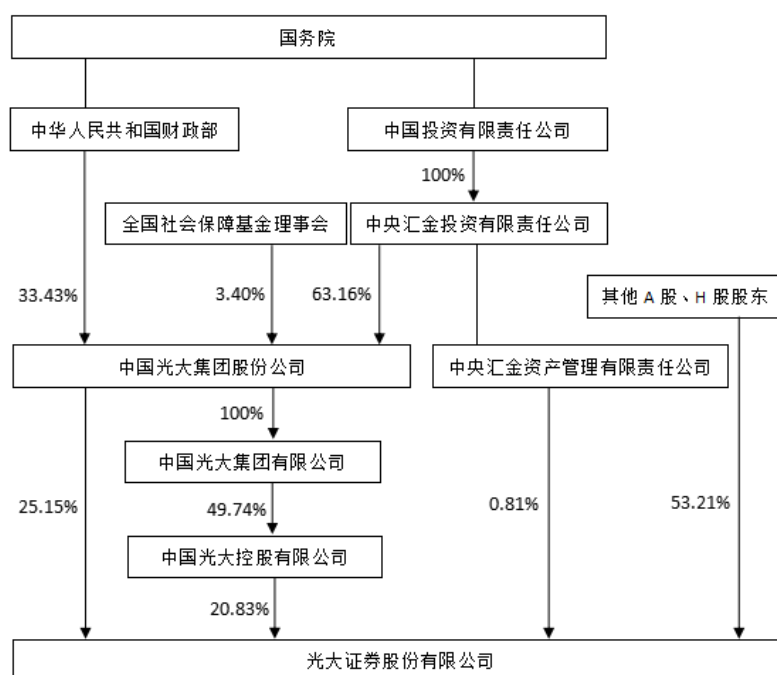 国务院
中华人民共和国财政部
中国投资有限责任公司
100%
全国社会保障基金理事会
中央汇金投资有限责任公司
33.43%
3.40%
63.16%
其他 A 股、H 股股东
中国光大集团股份公司
中央汇金资产管理有限责任公司
100%
中国光大集团有限公司
25.15%
49.74%
0.81%
53.21%
中国光大控股有限公司
20.83%
光大证券股份有限公司